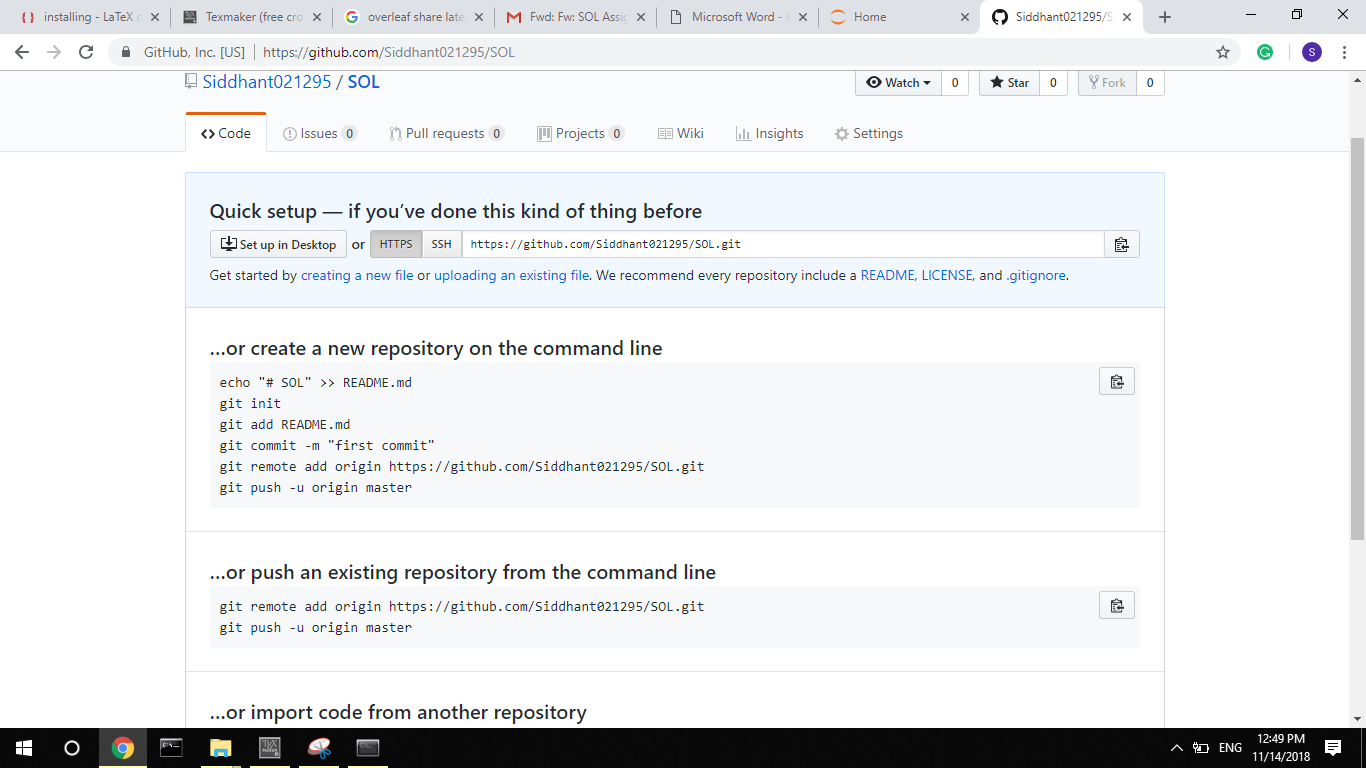 installing - LaTeX c
Texmaker (free cro
overleaf share late
Fwd: Fw: SOL Assig
Microsoft Word - s
Home
Siddhant021295/S
GitHub, Inc. [US] | https://github.com/Siddhant021295/SOL
S
Siddhant021295 / SOL
Watch 0
Star 0
Fork 0
Code
Issues 0
Pull requests 0
Projects 0
Wiki
Insights
Settings
Quick setup — if you’ve done this kind of thing before
Set up in Desktop or HTTPS SSH https://github.com/Siddhant021295/SOL.git
Get started by creating a new file or uploading an existing file. We recommend every repository include a README, LICENSE, and .gitignore.
…or create a new repository on the command line
echo "# SOL" >> README.md
git init
git add README.md
git commit -m "first commit"
git remote add origin https://github.com/Siddhant021295/SOL.git
git push -u origin master
…or push an existing repository from the command line
git remote add origin https://github.com/Siddhant021295/SOL.git
git push -u origin master
…or import code from another repository
ENG
12:49 PM
11/14/2018